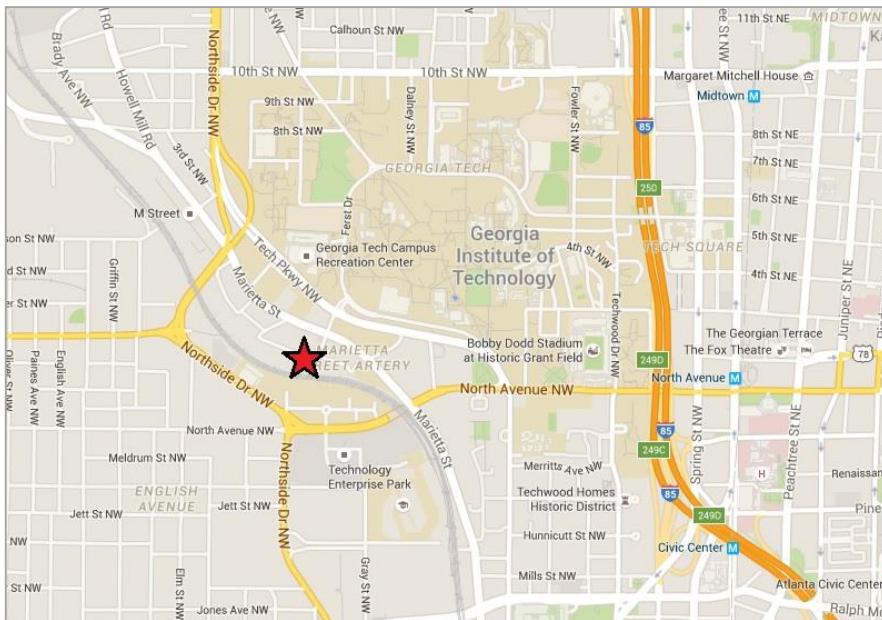 11th St NW
MIDTOWN
Calhoun St NW
Brady Ave NW
Howell Mill Rd
Northside Dr NW
10th St NW
10th St NW
Margaret Mitchell House
Midtown M
9th St NW
8th St NW
Dalney St NW
Fowler St NW
85
8th St NE
7th St NE
6th St NE
5th St NE
4th St NE
3rd St NW
GEORGIA TECH
250
M Street
Ferst Dr
Georgia Tech Campus
Recreation Center
Georgia
Institute of
Technology
4th St NW
TECH SQUARE
Juniper St NE
Griffin St NW
Tech Pkwy NW
Marietta St
Techwood Dr NW
MARIETTA
STREET ARTERY
Bobby Dodd Stadium
at Historic Grant Field
The Georgian Terrace
The Fox Theatre
78
249D
North Avenue M
Oliver St NW
Paines Ave NW
English Ave NW
Northside Dr NW
North Avenue NW
North Avenue NW
Marietta St
85
249C
Spring St NW
Peachtree St NE
H
Meldrum St NW
Technology
Enterprise Park
Merritts Ave NW
Renaissan
ENGLISH
AVENUE
Northside Dr NW
Techwood Homes
Historic District
85
249D
Pine
Jett St NW
Jett St NW
Hunnicutt St NW
Civic Center M
Elm St NW
Gray St NW
Mills St NW
St NW
Atlanta Civic Center
Jones Ave NW
Ralph Mc